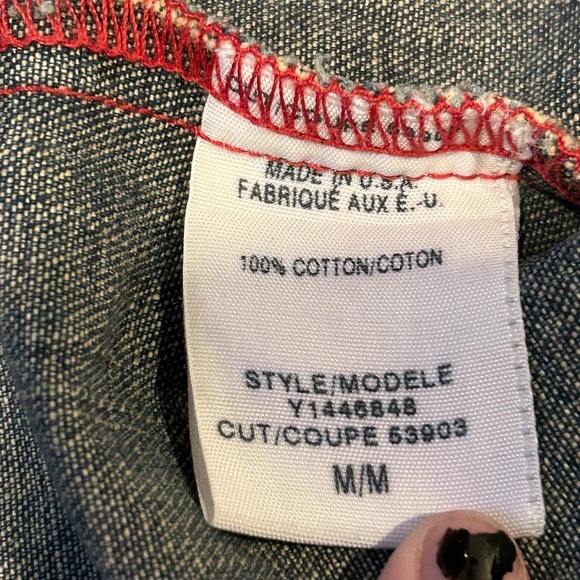 MADE IN U.S.A.
FABRIQUÉ AUX É.-U.
100% COTTON/COTON
STYLE/MODELE
Y1446848
CUT/COUPE 53903
M/M